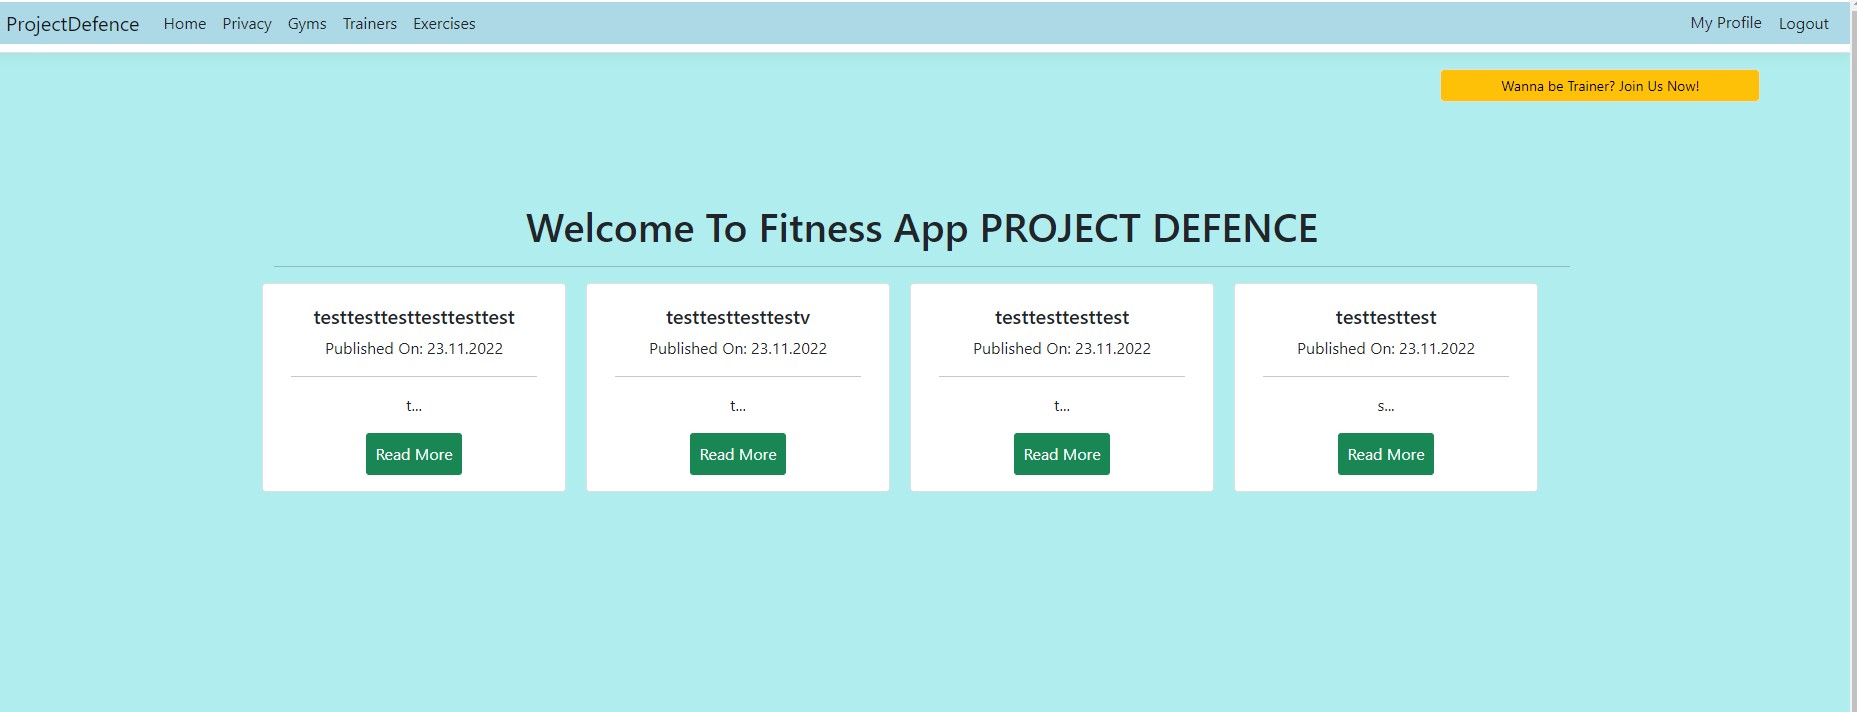 ProjectDefence Home Privacy Gyms Trainers Exercises My Profile Logout
Wanna be Trainer? Join Us Now!
Welcome To Fitness App PROJECT DEFENCE
testtesttesttesttesttest
Published On: 23.11.2022
t...
Read More
testtesttesttestv
Published On: 23.11.2022
t...
Read More
testtesttesttest
Published On: 23.11.2022
t...
Read More
testtesttest
Published On: 23.11.2022
s...
Read More